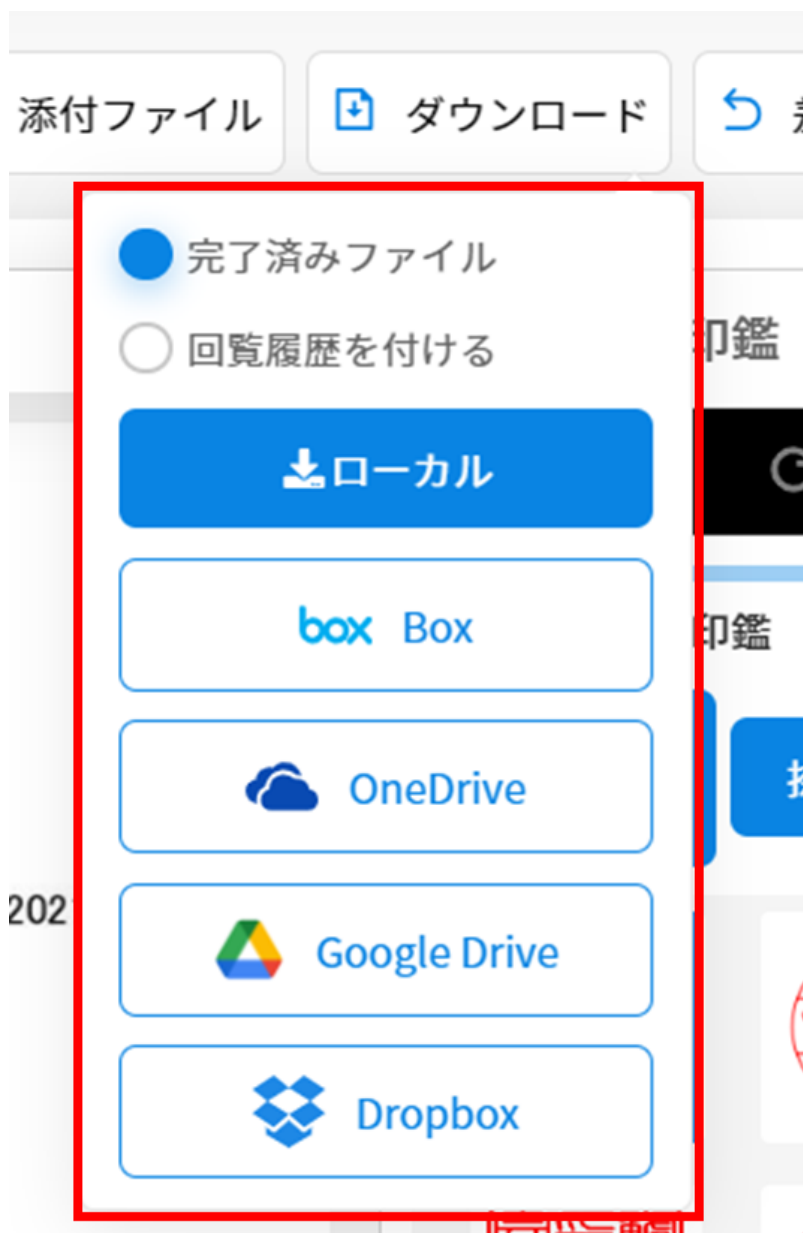 添付ファイル
ダウンロード
完了済みファイル
回覧履歴を付ける
印鑑
ローカル
box Box
印鑑
OneDrive
202
Google Drive
Dropbox